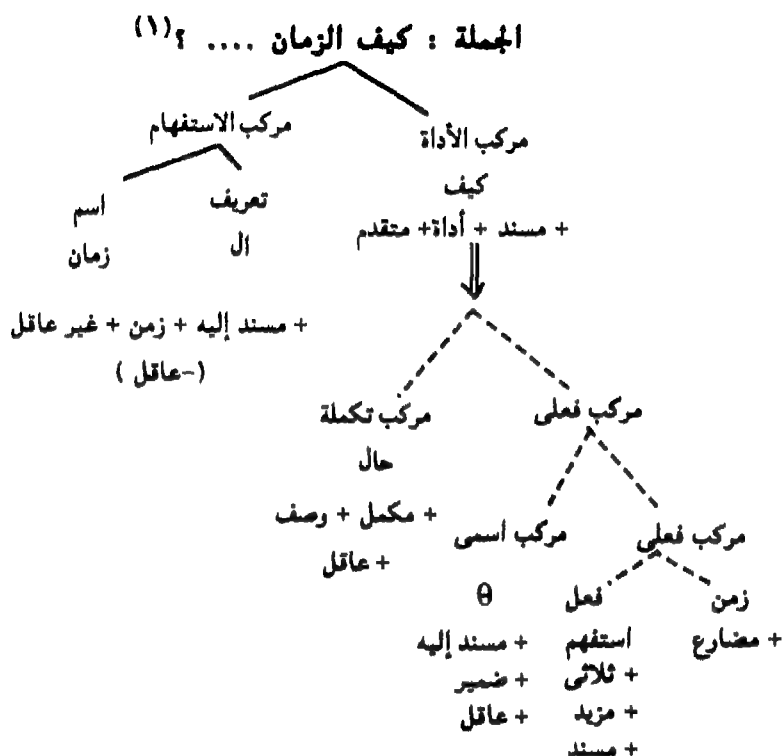 الجملة : كيف الزمان .... ؟(١)
مركب الأداة
مركب الاستفهام
كيف
تعريف
اسم
+ مسند + أداة + متقدم
ال
زمان
+ مسند إليه + زمن + غير عاقل
(-عاقل )
مركب فعلى
مركب تكملة
حال
+ مكمل + وصف
+ عاقل
مركب فعلى
مركب اسمى
زمن
فعل
θ
+ مضارع
استفهم
+ مسند إليه
+ ثلاثى
+ ضمير
+ مزيد
+ عاقل
+ مسند